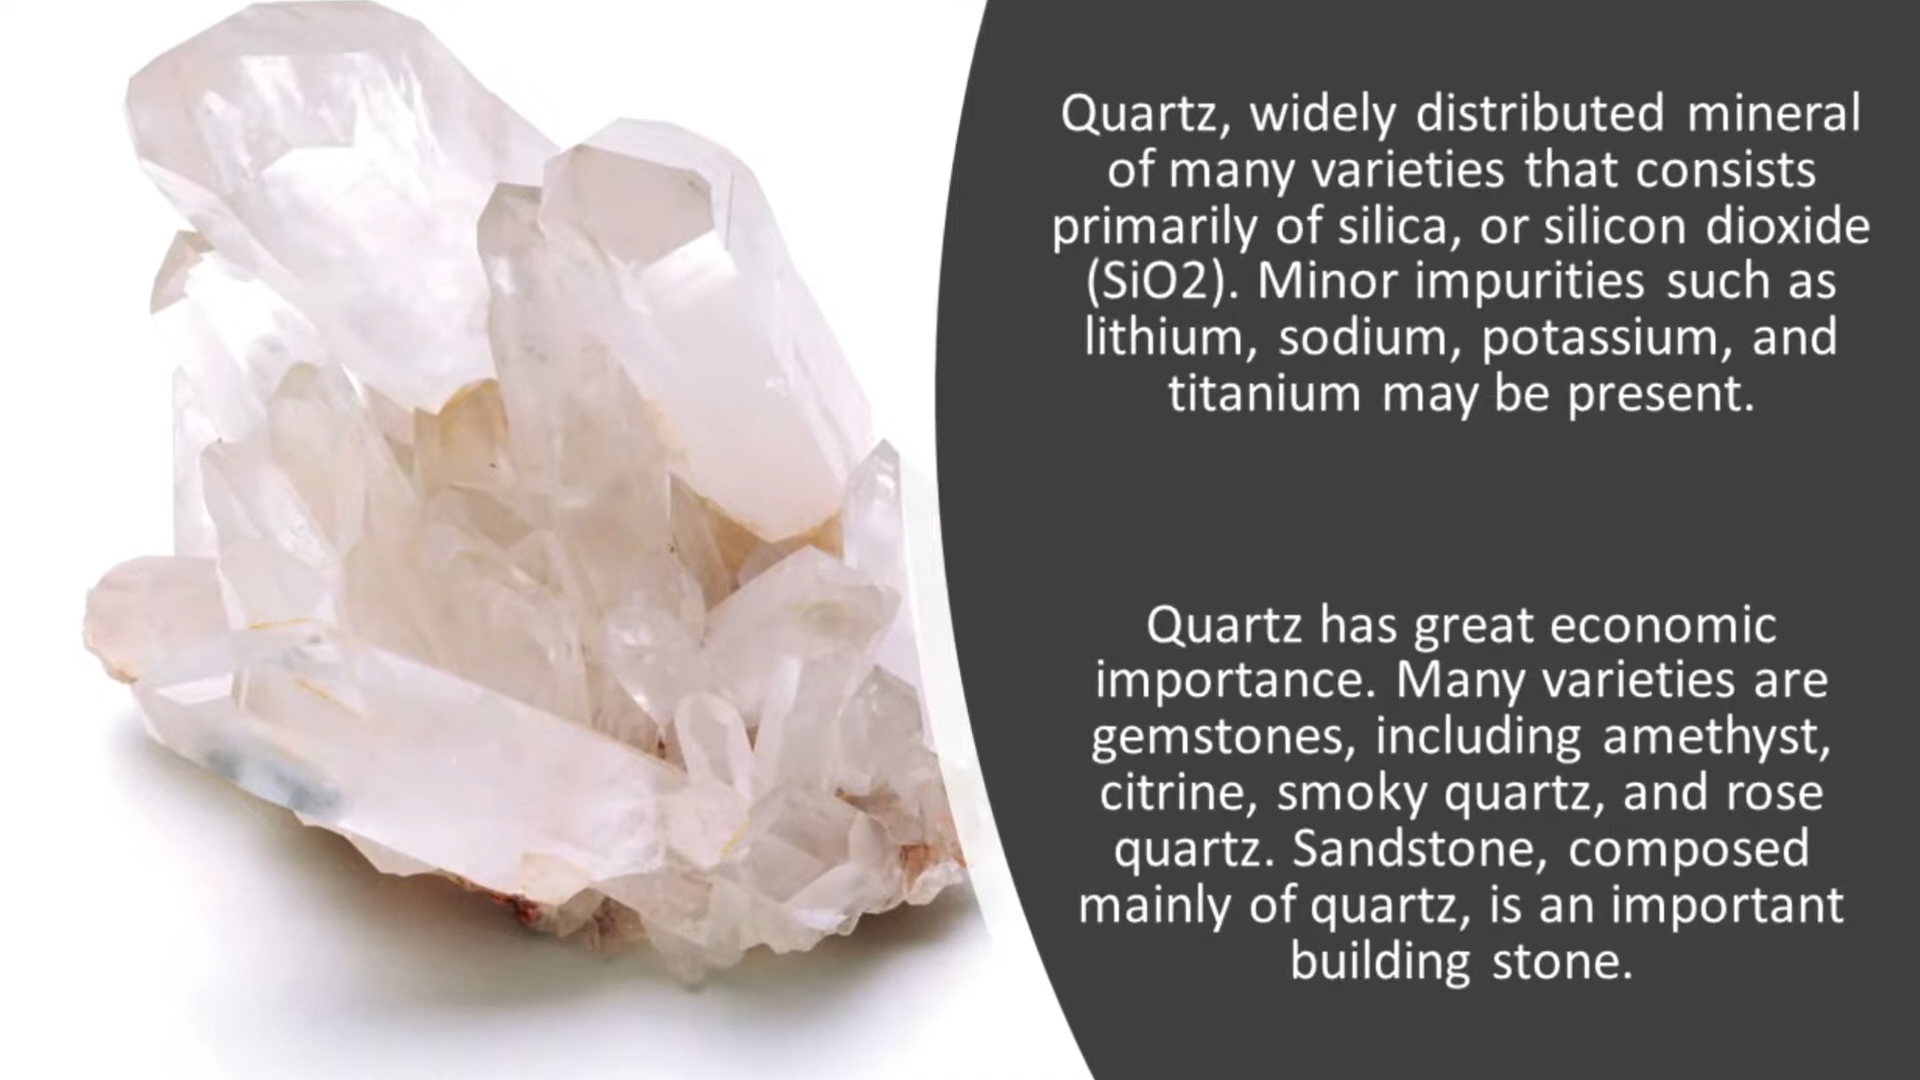 Quartz, widely distributed mineral
of many varieties that consists
primarily of silica, or silicon dioxide
(SiO2). Minor impurities such as
lithium, sodium, potassium, and
titanium may be present.
Quartz has great economic
importance. Many varieties are
gemstones, including amethyst,
citrine, smoky quartz, and rose
quartz. Sandstone, composed
mainly of quartz, is an important
building stone.